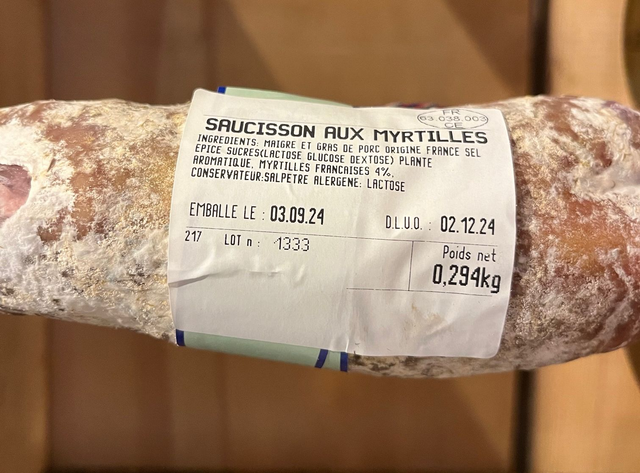 FR
63.038.003
CE
SAUCISSON AUX MYRTILLES
INGREDIENTS: MAIGRE ET GRAS DE PORC ORIGINE FRANCE SEL
EPICE SUCRES(LACTOSE GLUCOSE DEXTOSE) PLANTE
AROMATIQUE, MYRTILLES FRANCAISES 4%,
CONSERVATEUR:SALPETRE ALERGENE: LACTOSE
EMBALLE LE : 03.09.24 D.L.U.O. : 02.12.24
217 LOT n : 1333
Poids net
0,294kg